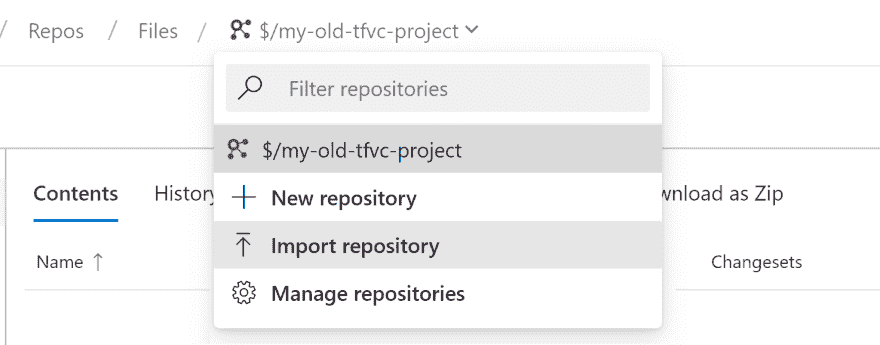 / Repos / Files / $/my-old-tfvc-project
Filter repositories
$/my-old-tfvc-project
Contents History wnload as Zip
New repository
Import repository
Name ↑ Changesets
Manage repositories